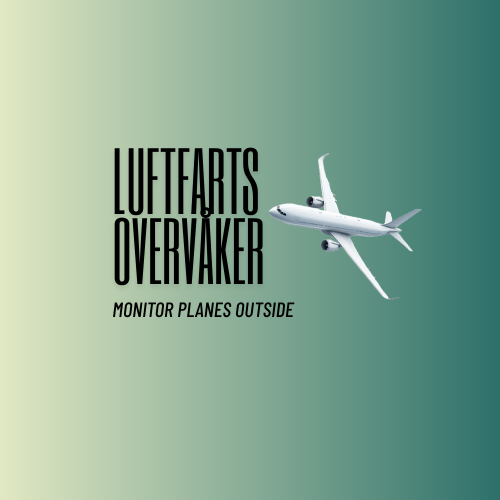 LUFTFARTS
OVERVÅKER
MONITOR PLANES OUTSIDE